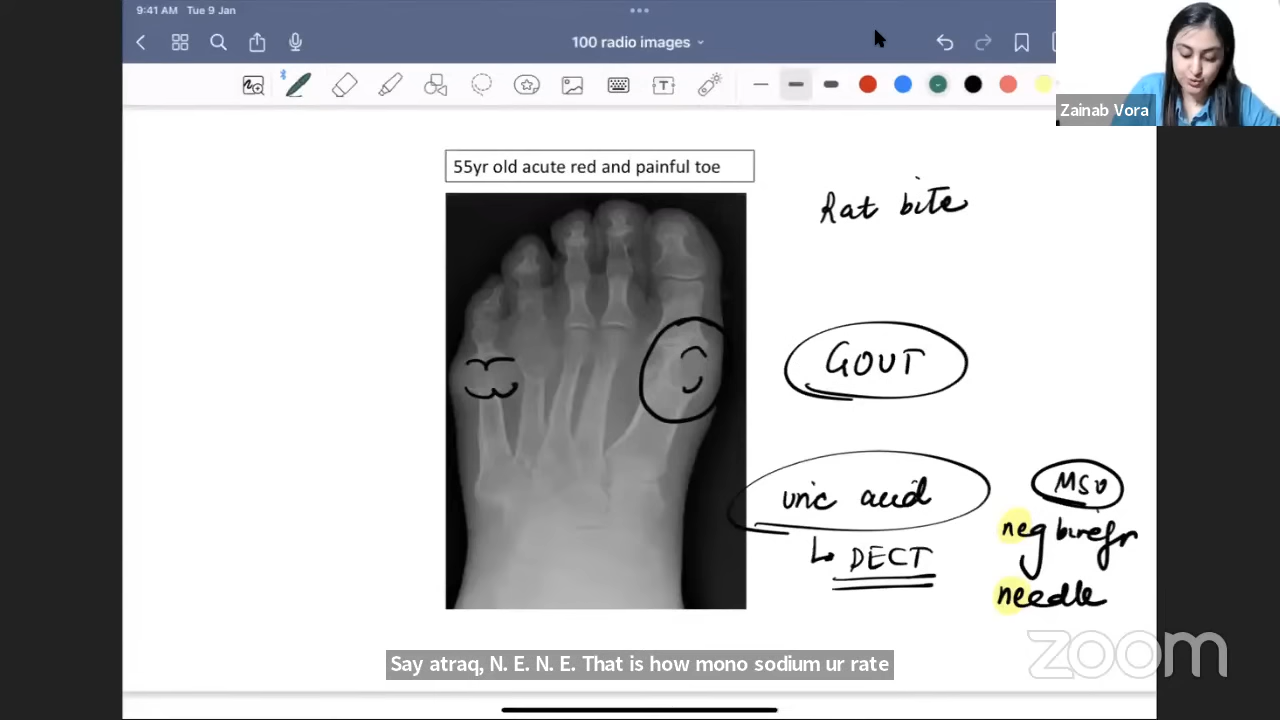 9:41 AM Tue 9 Jan
100 radio images
Zainab Vora
55yr old acute red and painful toe
Rat bite
GOUT
uric acid
DECT
MSU
neg birefr
needle
zoom
Say atraq, N. E. N. E. That is how mono sodium ur rate